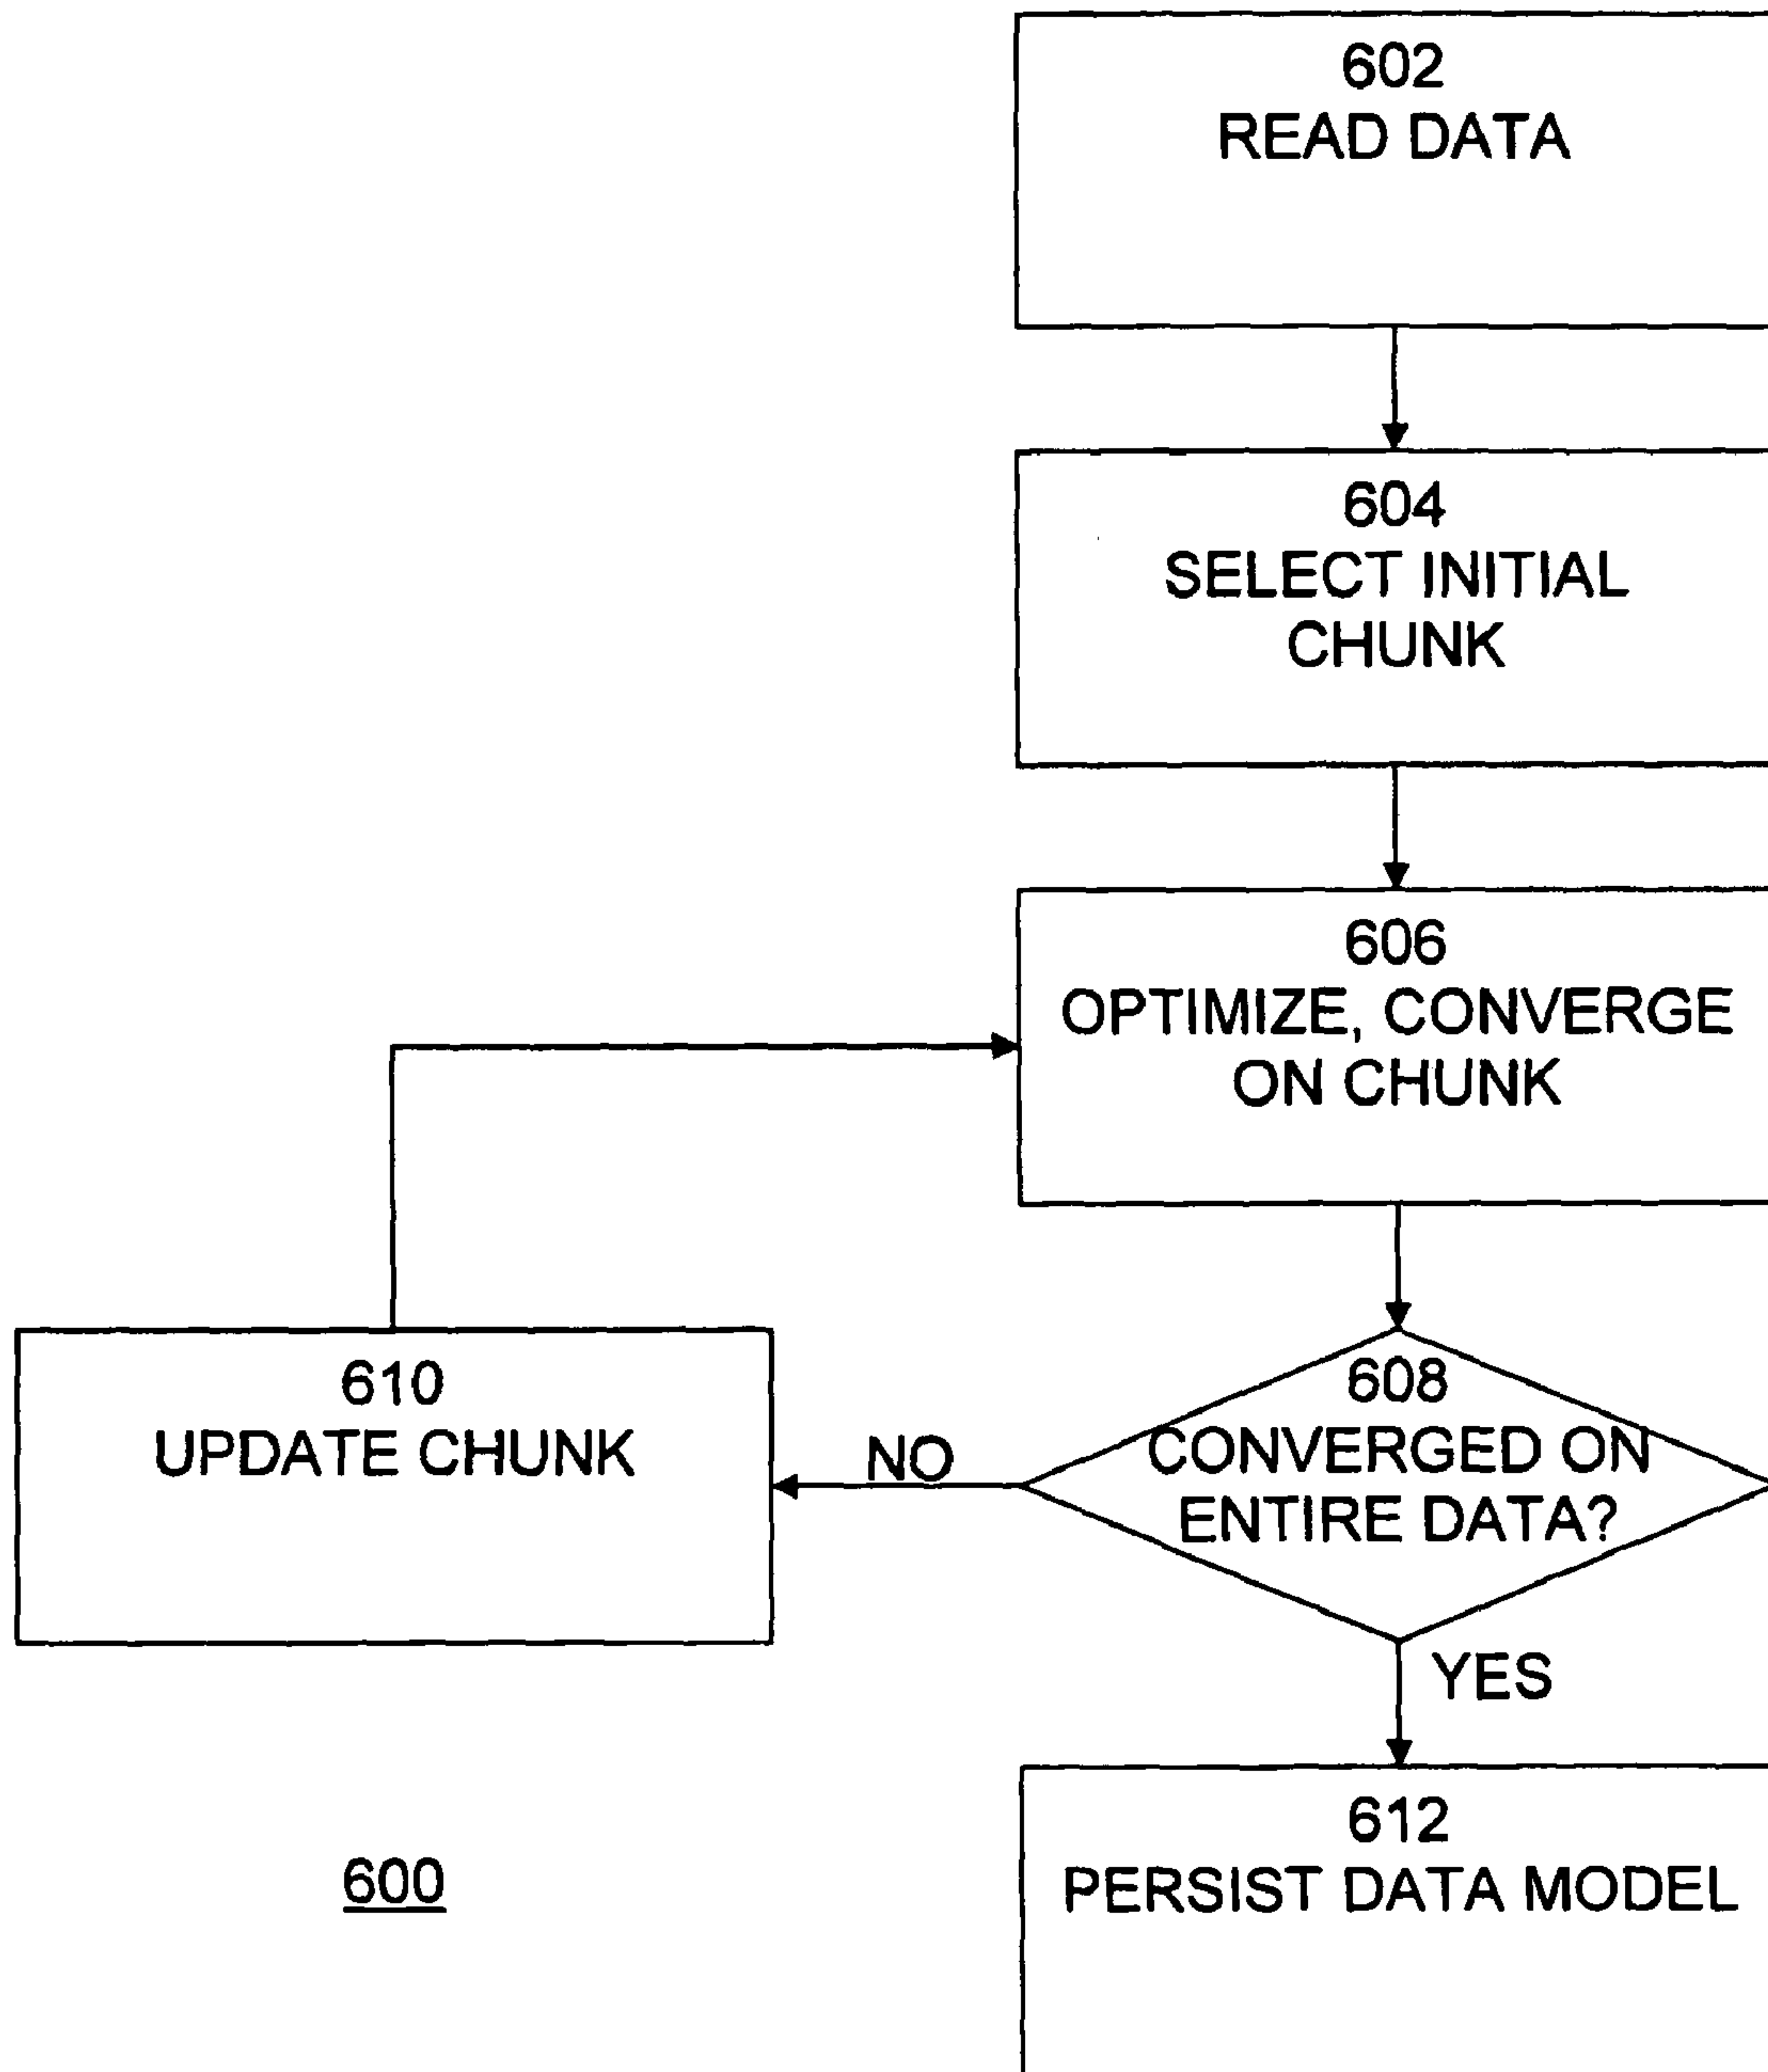 602
READ DATA
604
SELECT INITIAL
CHUNK
606
OPTIMIZE, CONVERGE
ON CHUNK
608
CONVERGED ON
ENTIRE DATA?
NO
610
UPDATE CHUNK
YES
612
PERSIST DATA MODEL
600